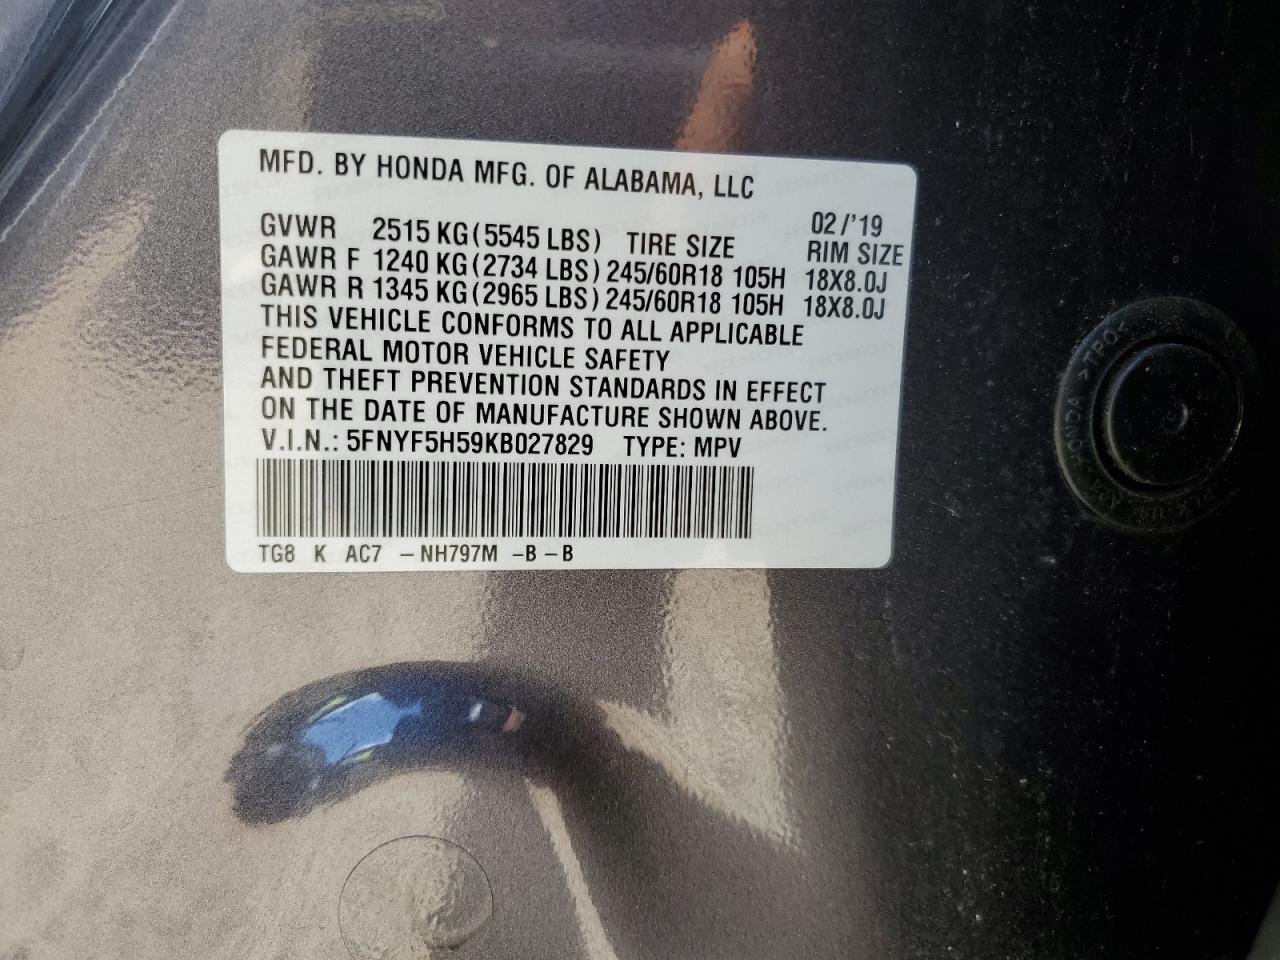 MFD. BY HONDA MFG. OF ALABAMA, LLC
02/'19
GVWR 2515 KG(5545 LBS) TIRE SIZE RIM SIZE
GAWR F 1240 KG(2734 LBS) 245/60R18 105H 18X8.0J
GAWR R 1345 KG(2965 LBS) 245/60R18 105H 18X8.0J
THIS VEHICLE CONFORMS TO ALL APPLICABLE
FEDERAL MOTOR VEHICLE SAFETY
AND THEFT PREVENTION STANDARDS IN EFFECT
ON THE DATE OF MANUFACTURE SHOWN ABOVE.
V.I.N.: 5FNYF5H59KB027829 TYPE: MPV
TG8 K AC7 -NH797M -B-B
HONDA >TPO<